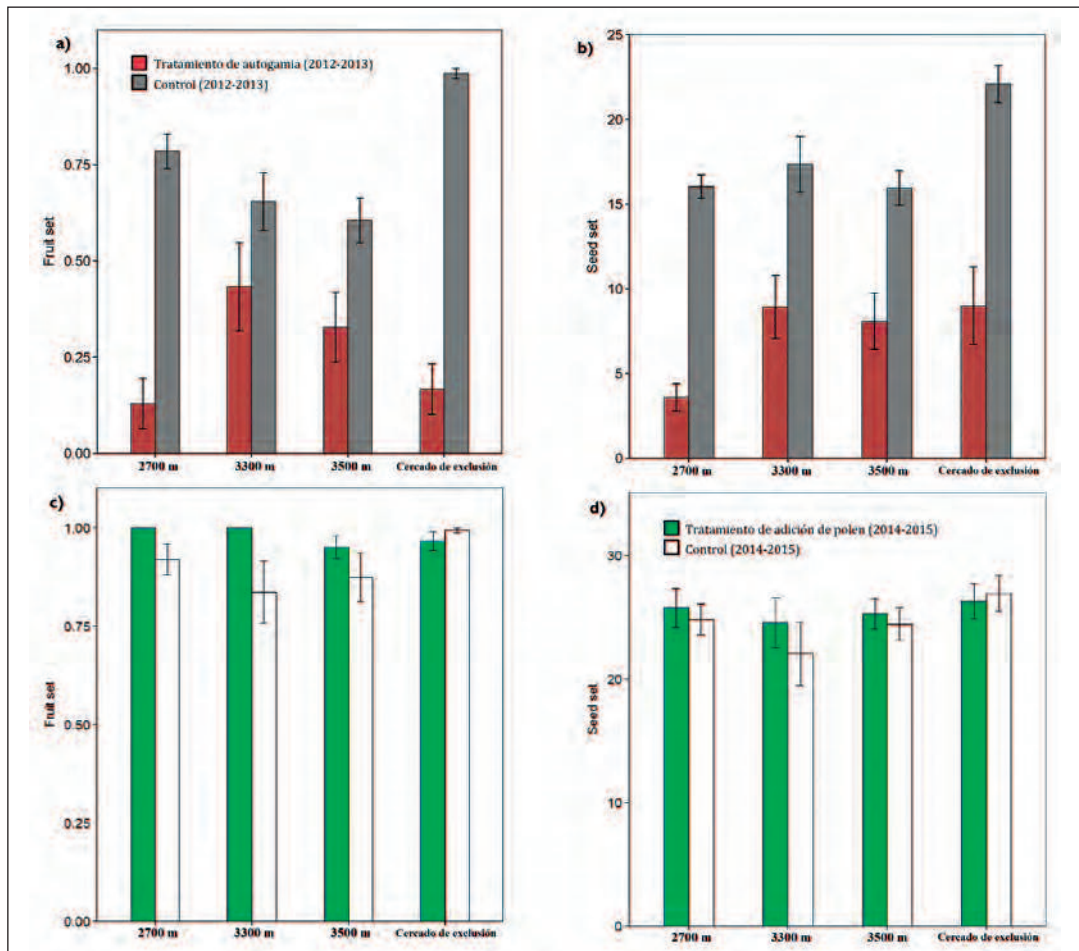 a)
Tratamiento de autogamia (2012-2013)
Control (2012-2013)
Fruit set
1.00
0.75
0.50
0.25
0.00
2700 m
3300 m
3500 m
Cercado de exclusión
b)
Seed set
25
20
15
10
5
0
2700 m
3300 m
3500 m
Cercado de exclusión
c)
Fruit set
1.00
0.75
0.50
0.25
0.00
2700 m
3300 m
3500 m
Cercado de exclusión
d)
Tratamiento de adición de polen (2014-2015)
Control (2014-2015)
Seed set
30
20
10
0
2700 m
3300 m
3500 m
Cercado de exclusión